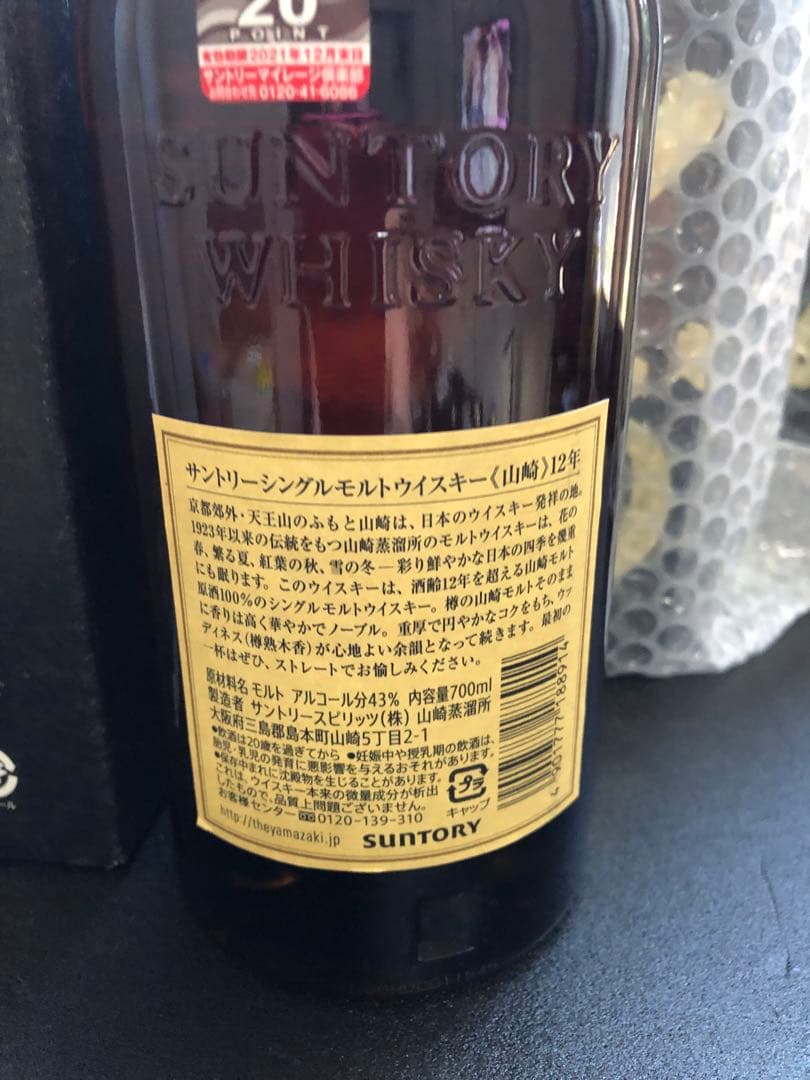 20
POINT
有効期限2021年12月末日
サントリーマイレージ倶楽部
お問合わせ先 0120-41-6086
SUNTORY
WHISKY
サントリーシングルモルトウイスキー《山崎》12年
京都郊外・天王山のふもと山崎は、日本のウイスキー発祥の地。
1923年以来の伝統をもつ山崎蒸溜所のモルトウイスキーは、花の
春、繁る夏、紅葉の秋、雪の冬―彩り鮮やかな日本の四季を幾重
にも眠ります。このウイスキーは、酒齢12年を超える山崎モルト
原酒100%のシングルモルトウイスキー。樽の山崎モルトそのまま
に香りは高く華やかでノーブル。重厚で円やかなコクをもち、ウッ
ディネス(樽熟木香)が心地よい余韻となって続きます。最初の
一杯はぜひ、ストレートでお愉しみください。
原材料名 モルト アルコール分43% 内容量700ml
製造者 サントリースピリッツ(株) 山崎蒸溜所
大阪府三島郡島本町山崎5丁目2-1
●飲酒は20歳を過ぎてから ●妊娠中や授乳期の飲酒は、
胎児・乳児の発育に悪影響を与えるおそれがあります。
●保存中まれに沈殿物を生じることがあります。
これは、ウイスキー本来の微量成分が析出
したもので、品質上問題ございません。
お客様センター 0120-139-310
http://theyamazaki.jp
SUNTORY
プラ
キャップ
4 901777 188914
ール